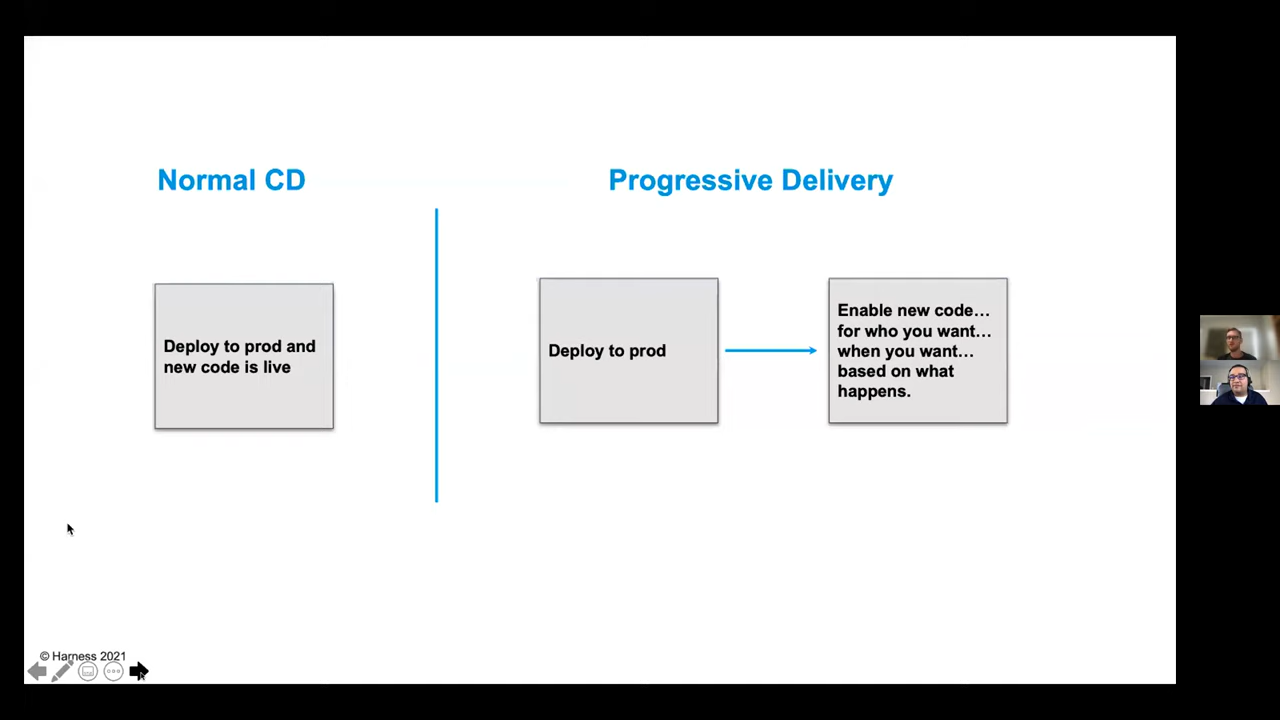 Normal CD
Progressive Delivery
Deploy to prod and
new code is live
Deploy to prod
Enable new code…
for who you want…
when you want…
based on what
happens.
© Harness 2021